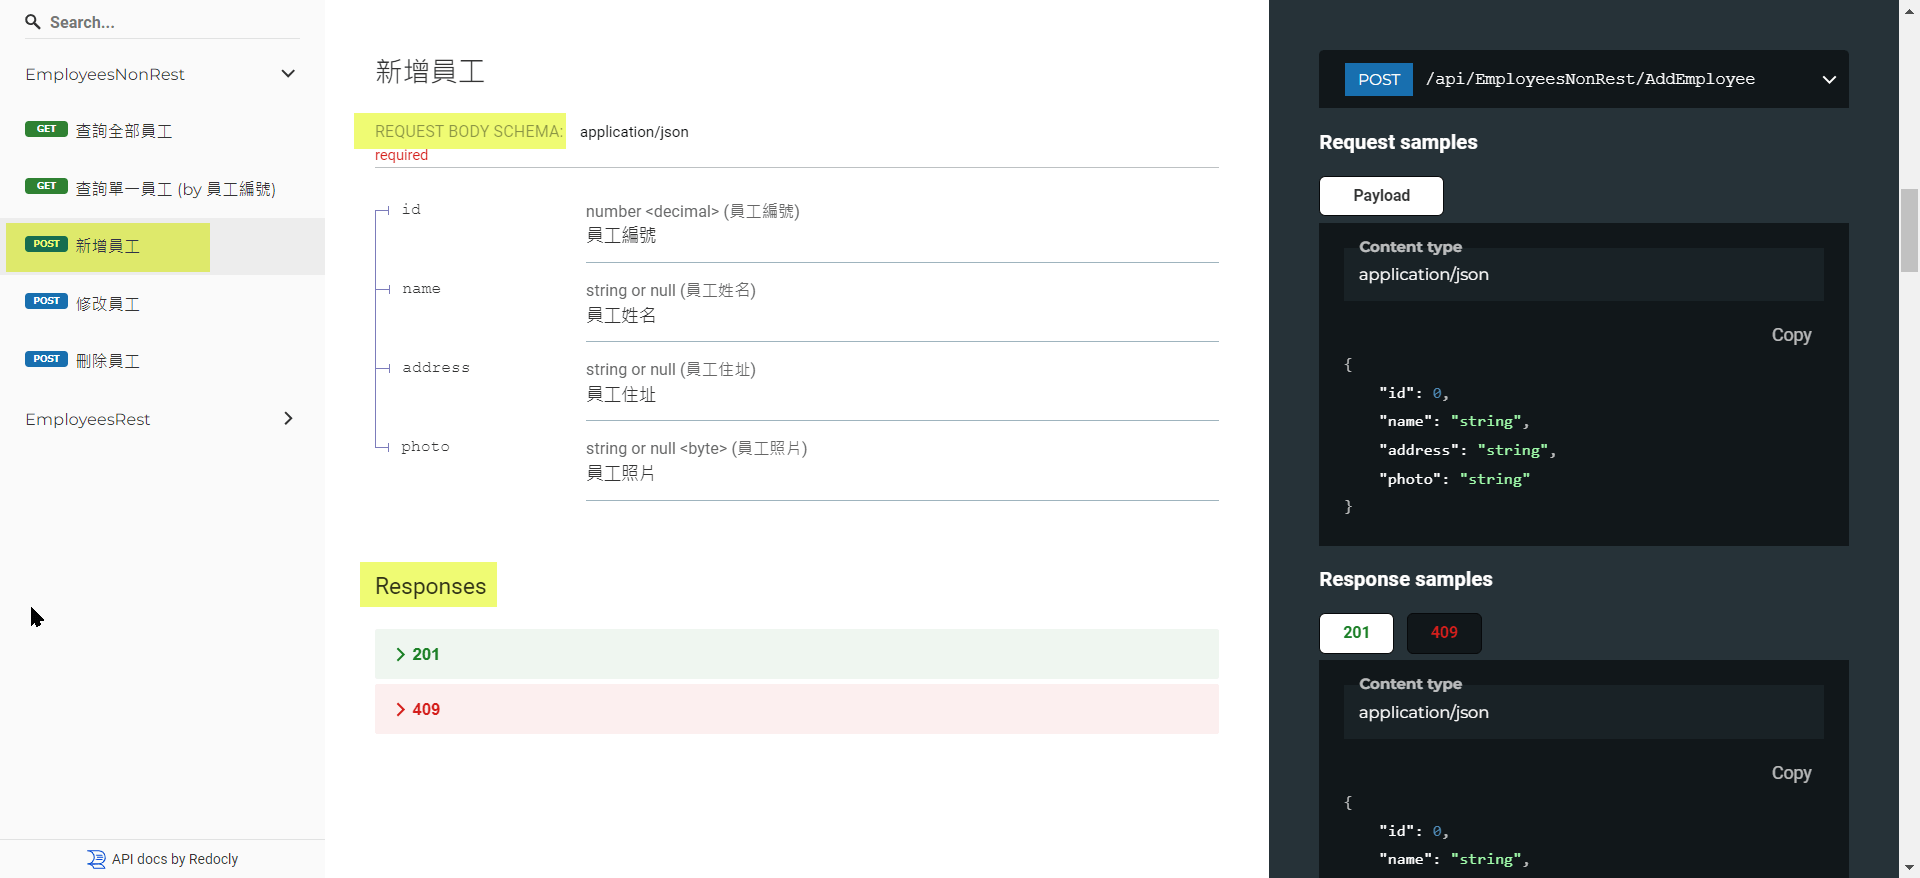 Search...
EmployeesNonRest
GET 查詢全部員工
GET 查詢單一員工 (by 員工編號)
POST 新增員工
POST 修改員工
POST 刪除員工
EmployeesRest
API docs by Redocly
新增員工
REQUEST BODY SCHEMA: application/json
required
id
number <decimal> (員工編號)
員工編號
name
string or null (員工姓名)
員工姓名
address
string or null (員工住址)
員工住址
photo
string or null <byte> (員工照片)
員工照片
Responses
201
409
POST /api/EmployeesNonRest/AddEmployee
Request samples
Payload
Content type
application/json
Copy
{
"id": 0,
"name": "string",
"address": "string",
"photo": "string"
}
Response samples
201 409
Content type
application/json
Copy
{
"id": 0,
"name": "string",